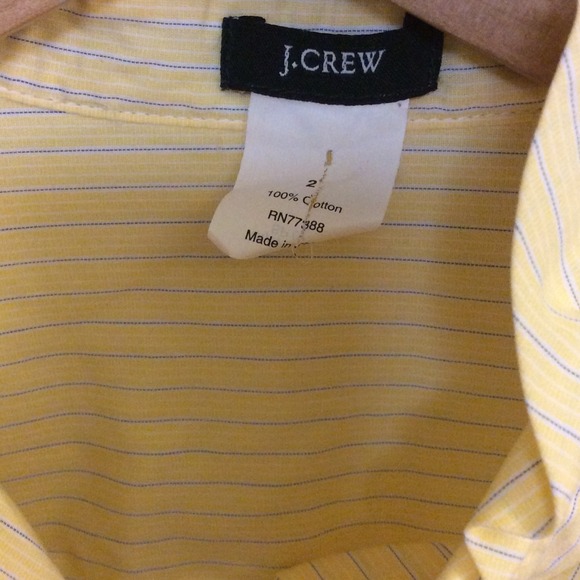 J.CREW
2
100% Cotton
RN77388
Made in